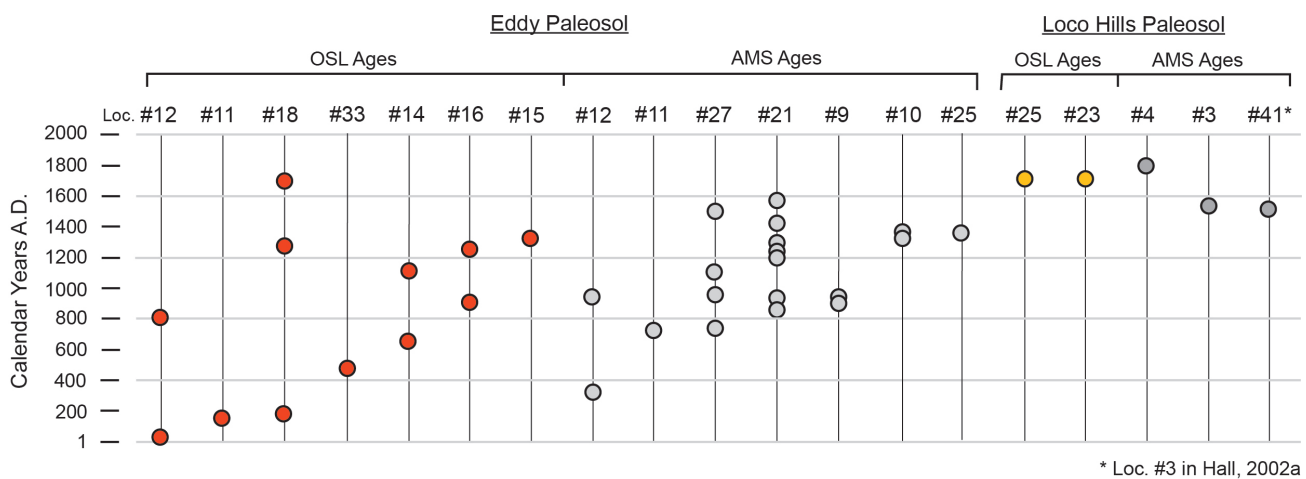 Eddy Paleosol
Loco Hills Paleosol
OSL Ages
AMS Ages
OSL Ages
AMS Ages
Loc. #12 #11 #18 #33 #14 #16 #15 #12 #11 #27 #21 #9 #10 #25 #25 #23 #4 #3 #41*
2000
1800
1600
1400
1200
1000
800
600
400
200
1
Calendar Years A.D.
* Loc. #3 in Hall, 2002a